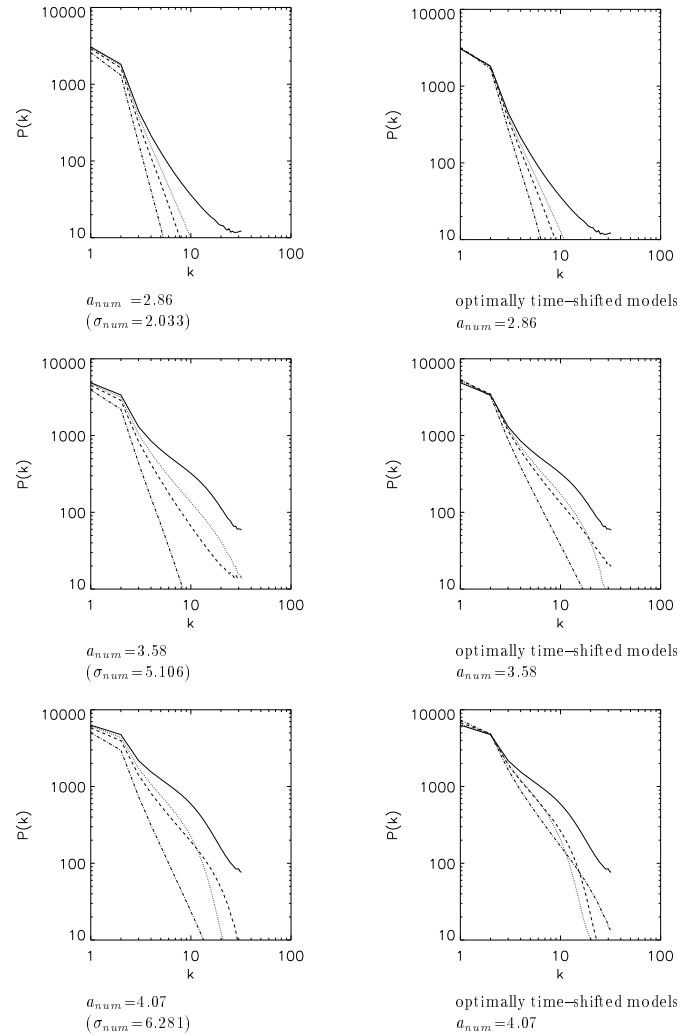 10000
1000
100
10
P(k)
1 10 100
k
a_num =2.86
(σ_num=2.033)
10000
1000
100
10
P(k)
1 10 100
k
optimally time−shifted models
a_num=2.86
10000
1000
100
10
P(k)
1 10 100
k
a_num=3.58
(σ_num=5.106)
10000
1000
100
10
P(k)
1 10 100
k
optimally time−shifted models
a_num=3.58
10000
1000
100
10
P(k)
1 10 100
k
a_num=4.07
(σ_num=6.281)
10000
1000
100
10
P(k)
1 10 100
k
optimally time−shifted models
a_num=4.07